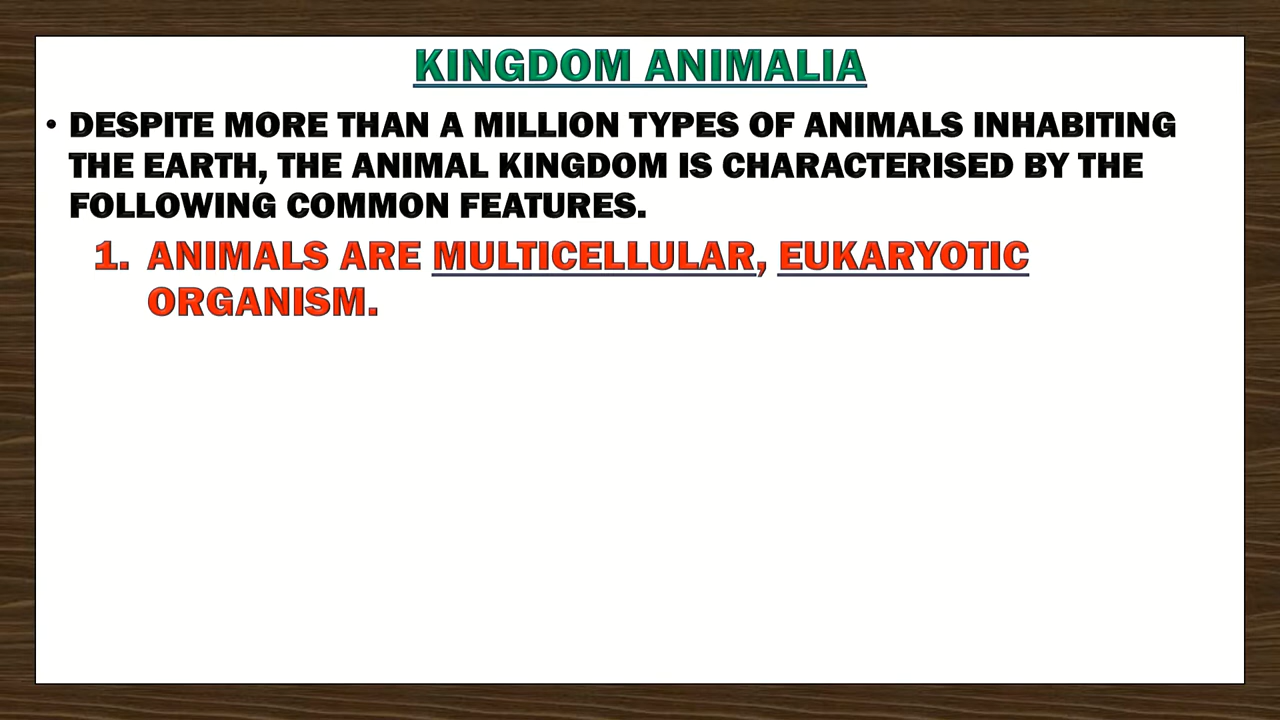 KINGDOM ANIMALIA
• DESPITE MORE THAN A MILLION TYPES OF ANIMALS INHABITING
THE EARTH, THE ANIMAL KINGDOM IS CHARACTERISED BY THE
FOLLOWING COMMON FEATURES.
1. ANIMALS ARE MULTICELLULAR, EUKARYOTIC
ORGANISM.